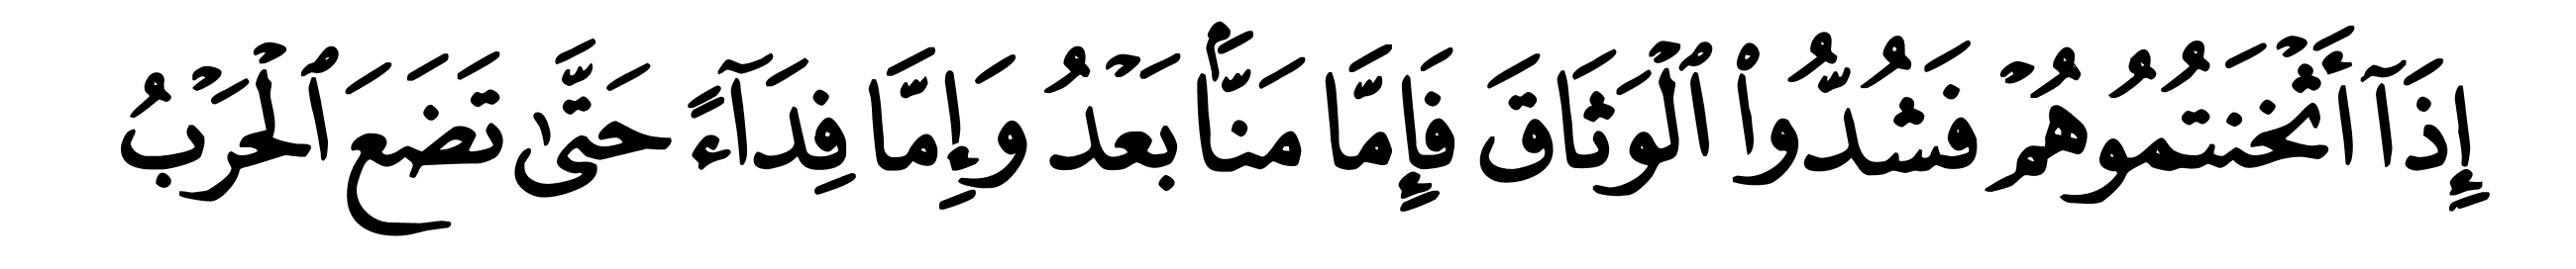 إِذَآ أَثْخَنتُمُوهُمْ فَشُدُّوا۟ ٱلْوَثَاقَ فَإِمَّا مَنًّۢا بَعْدُ وَإِمَّا فِدَآءً حَتَّىٰ تَضَعَ ٱلْحَرْبُ